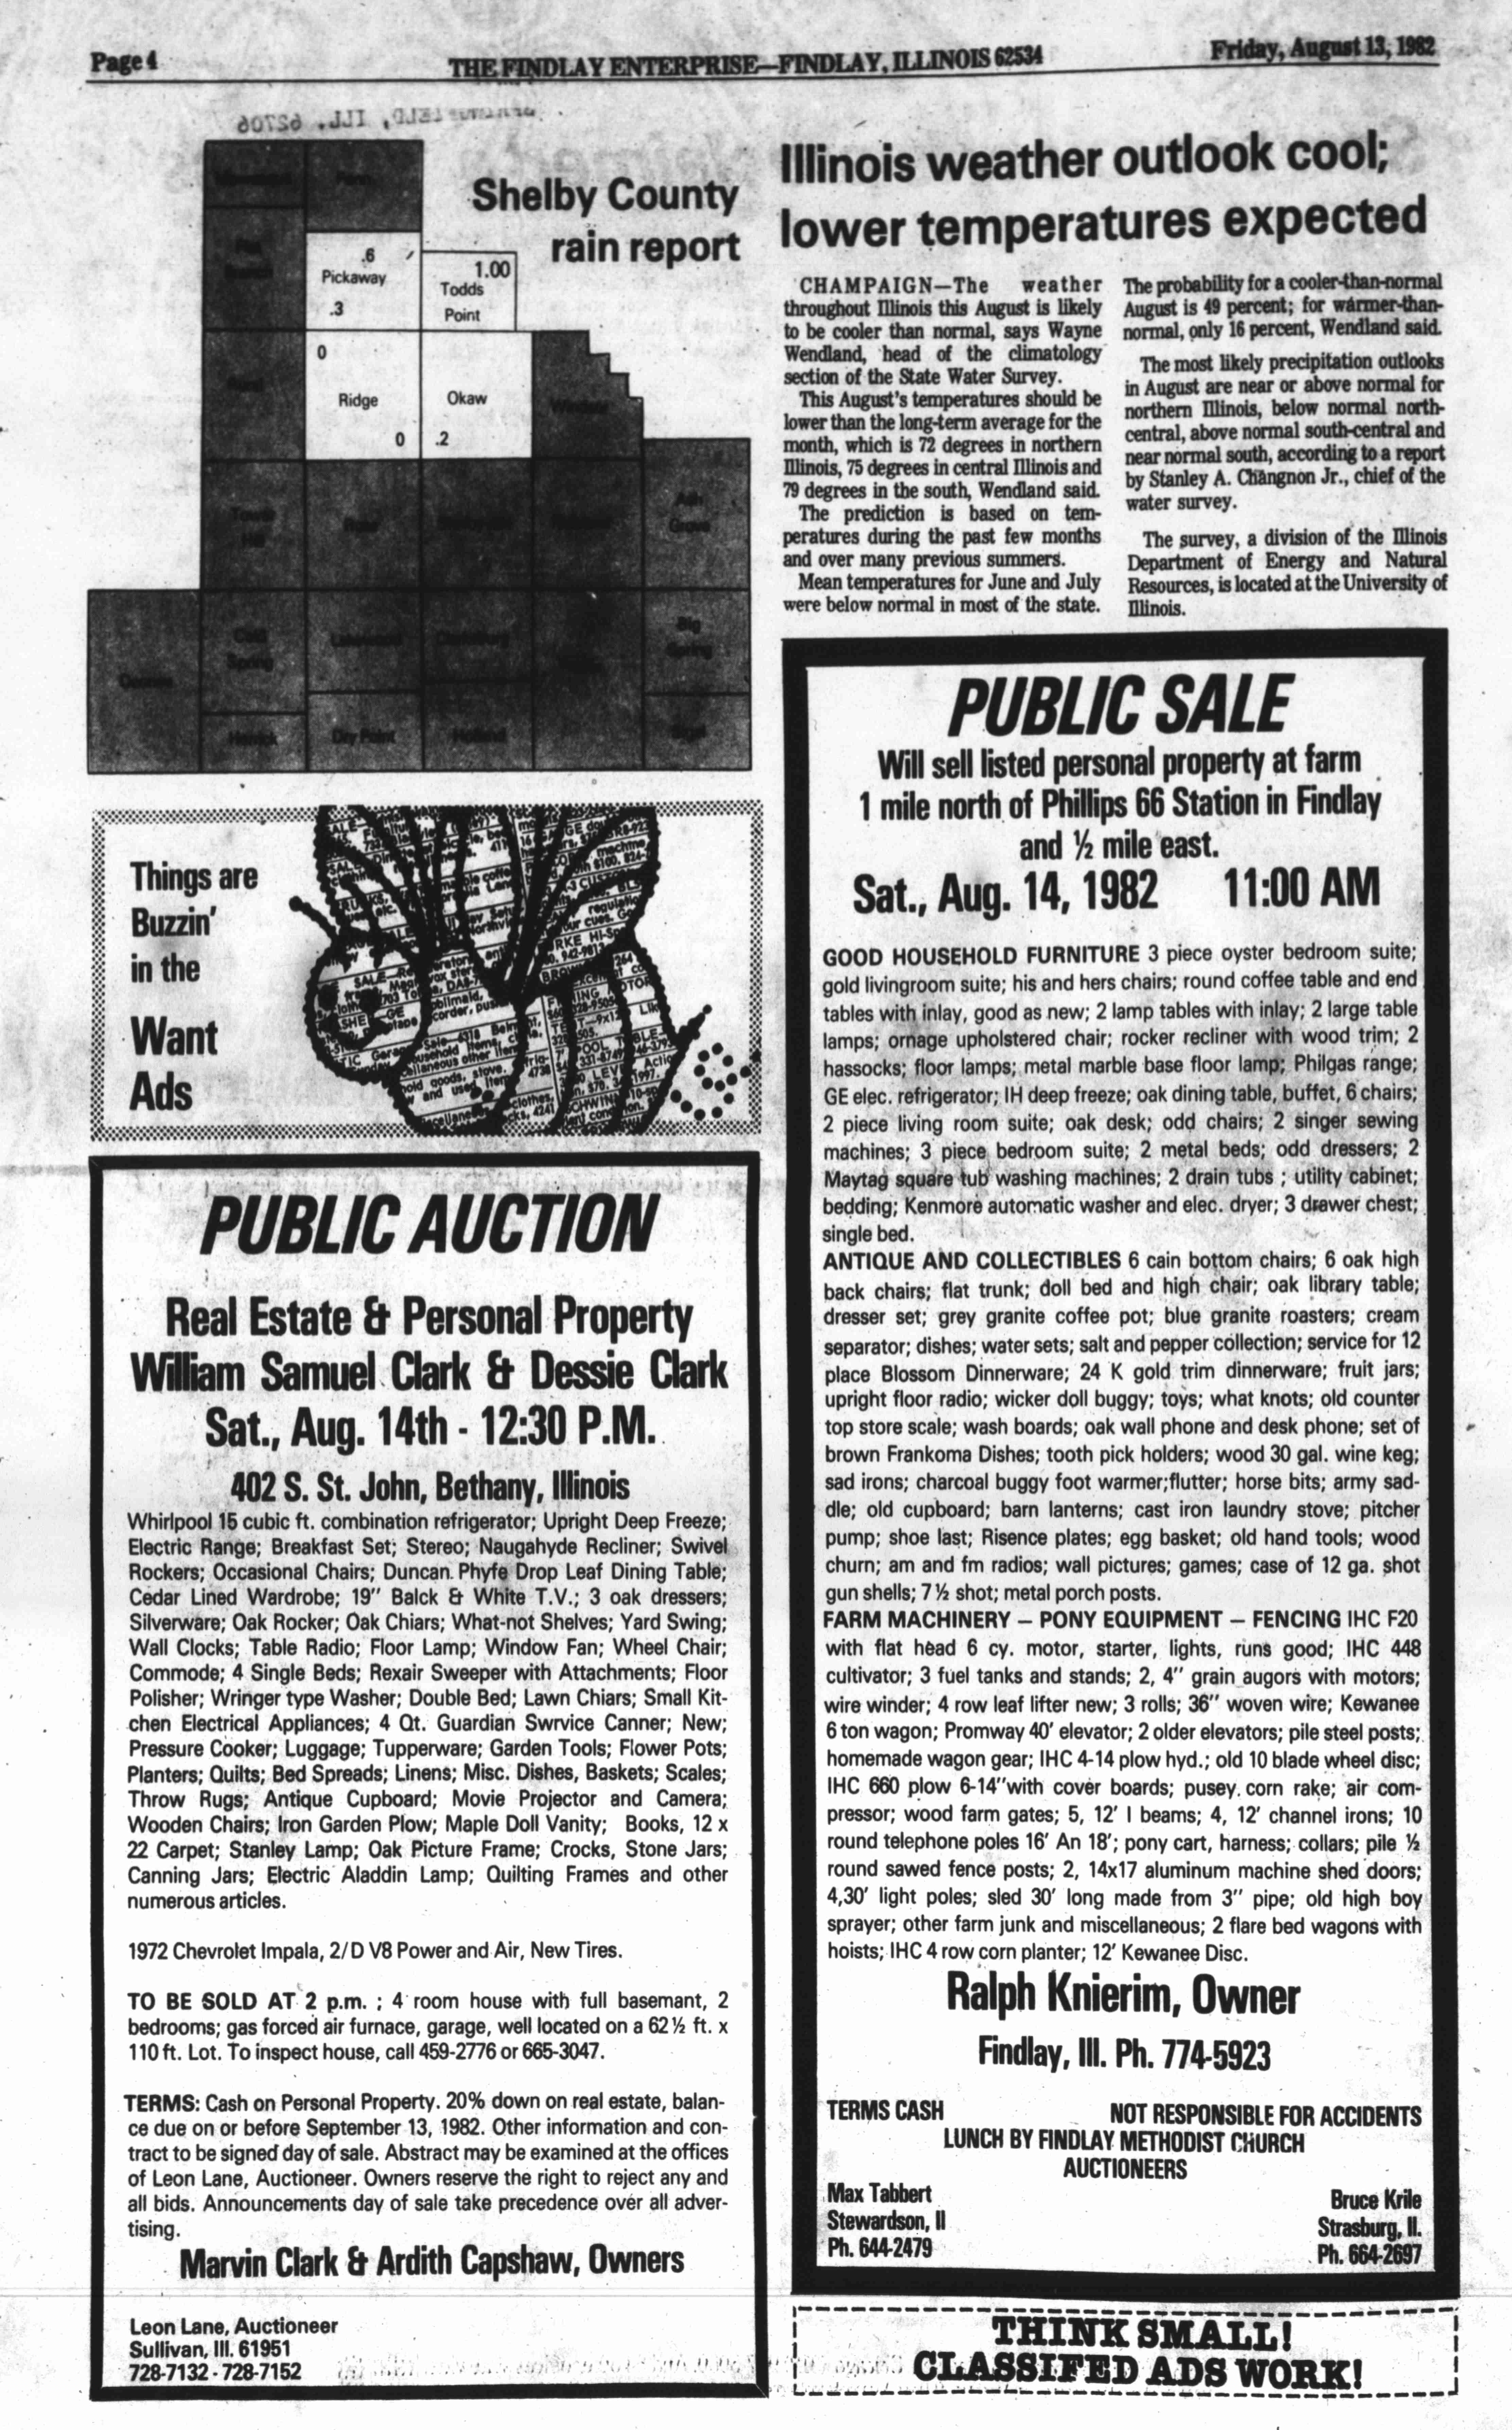 Page 4
THE FINDLAY ENTERPRISE—FINDLAY, ILLINOIS 62534
Friday, August 13, 1982
Shelby County
rain report
.6
Pickaway
.3
1.00
Todds
Point
0
Ridge
0
Okaw
.2
Illinois weather outlook cool;
lower temperatures expected
CHAMPAIGN—The weather
throughout Illinois this August is likely
to be cooler than normal, says Wayne
Wendland, head of the climatology
section of the State Water Survey.
This August's temperatures should be
lower than the long-term average for the
month, which is 72 degrees in northern
Illinois, 75 degrees in central Illinois and
79 degrees in the south, Wendland said.
The prediction is based on tem-
peratures during the past few months
and over many previous summers.
Mean temperatures for June and July
were below normal in most of the state.
The probability for a cooler-than-normal
August is 49 percent; for warmer-than-
normal, only 16 percent, Wendland said.
The most likely precipitation outlooks
in August are near or above normal for
northern Illinois, below normal north-
central, above normal south-central and
near normal south, according to a report
by Stanley A. Changnon Jr., chief of the
water survey.
The survey, a division of the Illinois
Department of Energy and Natural
Resources, is located at the University of
Illinois.
Things are
Buzzin'
in the
Want
Ads
PUBLIC AUCTION
Real Estate & Personal Property
William Samuel Clark & Dessie Clark
Sat., Aug. 14th - 12:30 P.M.
402 S. St. John, Bethany, Illinois
Whirlpool 15 cubic ft. combination refrigerator; Upright Deep Freeze;
Electric Range; Breakfast Set; Stereo; Naugahyde Recliner; Swivel
Rockers; Occasional Chairs; Duncan Phyfe Drop Leaf Dining Table;
Cedar Lined Wardrobe; 19" Balck & White T.V.; 3 oak dressers;
Silverware; Oak Rocker; Oak Chiars; What-not Shelves; Yard Swing;
Wall Clocks; Table Radio; Floor Lamp; Window Fan; Wheel Chair;
Commode; 4 Single Beds; Rexair Sweeper with Attachments; Floor
Polisher; Wringer type Washer; Double Bed; Lawn Chiars; Small Kit-
chen Electrical Appliances; 4 Qt. Guardian Swrvice Canner; New;
Pressure Cooker; Luggage; Tupperware; Garden Tools; Flower Pots;
Planters; Quilts; Bed Spreads; Linens; Misc. Dishes, Baskets; Scales;
Throw Rugs; Antique Cupboard; Movie Projector and Camera;
Wooden Chairs; Iron Garden Plow; Maple Doll Vanity; Books, 12 x
22 Carpet; Stanley Lamp; Oak Picture Frame; Crocks, Stone Jars;
Canning Jars; Electric Aladdin Lamp; Quilting Frames and other
numerous articles.
1972 Chevrolet Impala, 2/D V8 Power and Air, New Tires.
TO BE SOLD AT 2 p.m. ; 4 room house with full basemant, 2
bedrooms; gas forced air furnace, garage, well located on a 62½ ft. x
110 ft. Lot. To inspect house, call 459-2776 or 665-3047.
TERMS: Cash on Personal Property. 20% down on real estate, balan-
ce due on or before September 13, 1982. Other information and con-
tract to be signed day of sale. Abstract may be examined at the offices
of Leon Lane, Auctioneer. Owners reserve the right to reject any and
all bids. Announcements day of sale take precedence over all adver-
tising.
Marvin Clark & Ardith Capshaw, Owners
Leon Lane, Auctioneer
Sullivan, Ill. 61951
728-7132 - 728-7152
PUBLIC SALE
Will sell listed personal property at farm
1 mile north of Phillips 66 Station in Findlay
and ½ mile east.
Sat., Aug. 14, 1982 11:00 AM
GOOD HOUSEHOLD FURNITURE 3 piece oyster bedroom suite;
gold livingroom suite; his and hers chairs; round coffee table and end
tables with inlay, good as new; 2 lamp tables with inlay; 2 large table
lamps; ornage upholstered chair; rocker recliner with wood trim; 2
hassocks; floor lamps; metal marble base floor lamp; Philgas range;
GE elec. refrigerator; IH deep freeze; oak dining table, buffet, 6 chairs;
2 piece living room suite; oak desk; odd chairs; 2 singer sewing
machines; 3 piece bedroom suite; 2 metal beds; odd dressers; 2
Maytag square tub washing machines; 2 drain tubs ; utility cabinet;
bedding; Kenmore automatic washer and elec. dryer; 3 drawer chest;
single bed.
ANTIQUE AND COLLECTIBLES 6 cain bottom chairs; 6 oak high
back chairs; flat trunk; doll bed and high chair; oak library table;
dresser set; grey granite coffee pot; blue granite roasters; cream
separator; dishes; water sets; salt and pepper collection; service for 12
place Blossom Dinnerware; 24 K gold trim dinnerware; fruit jars;
upright floor radio; wicker doll buggy; toys; what knots; old counter
top store scale; wash boards; oak wall phone and desk phone; set of
brown Frankoma Dishes; tooth pick holders; wood 30 gal. wine keg;
sad irons; charcoal buggy foot warmer;flutter; horse bits; army sad-
dle; old cupboard; barn lanterns; cast iron laundry stove; pitcher
pump; shoe last; Risence plates; egg basket; old hand tools; wood
churn; am and fm radios; wall pictures; games; case of 12 ga. shot
gun shells; 7½ shot; metal porch posts.
FARM MACHINERY — PONY EQUIPMENT — FENCING IHC F20
with flat head 6 cy. motor, starter, lights, runs good; IHC 448
cultivator; 3 fuel tanks and stands; 2, 4" grain augors with motors;
wire winder; 4 row leaf lifter new; 3 rolls; 36" woven wire; Kewanee
6 ton wagon; Promway 40' elevator; 2 older elevators; pile steel posts;
homemade wagon gear; IHC 4-14 plow hyd.; old 10 blade wheel disc;
IHC 660 plow 6-14"with cover boards; pusey corn rake; air com-
pressor; wood farm gates; 5, 12' I beams; 4, 12' channel irons; 10
round telephone poles 16' An 18'; pony cart, harness; collars; pile ½
round sawed fence posts; 2, 14x17 aluminum machine shed doors;
4,30' light poles; sled 30' long made from 3" pipe; old high boy
sprayer; other farm junk and miscellaneous; 2 flare bed wagons with
hoists; IHC 4 row corn planter; 12' Kewanee Disc.
Ralph Knierim, Owner
Findlay, Ill. Ph. 774-5923
TERMS CASH NOT RESPONSIBLE FOR ACCIDENTS
LUNCH BY FINDLAY METHODIST CHURCH
AUCTIONEERS
Max Tabbert
Stewardson, Il
Ph. 644-2479
Bruce Krile
Strasburg, Il.
Ph. 664-2697
THINK SMALL!
CLASSIFED ADS WORK!